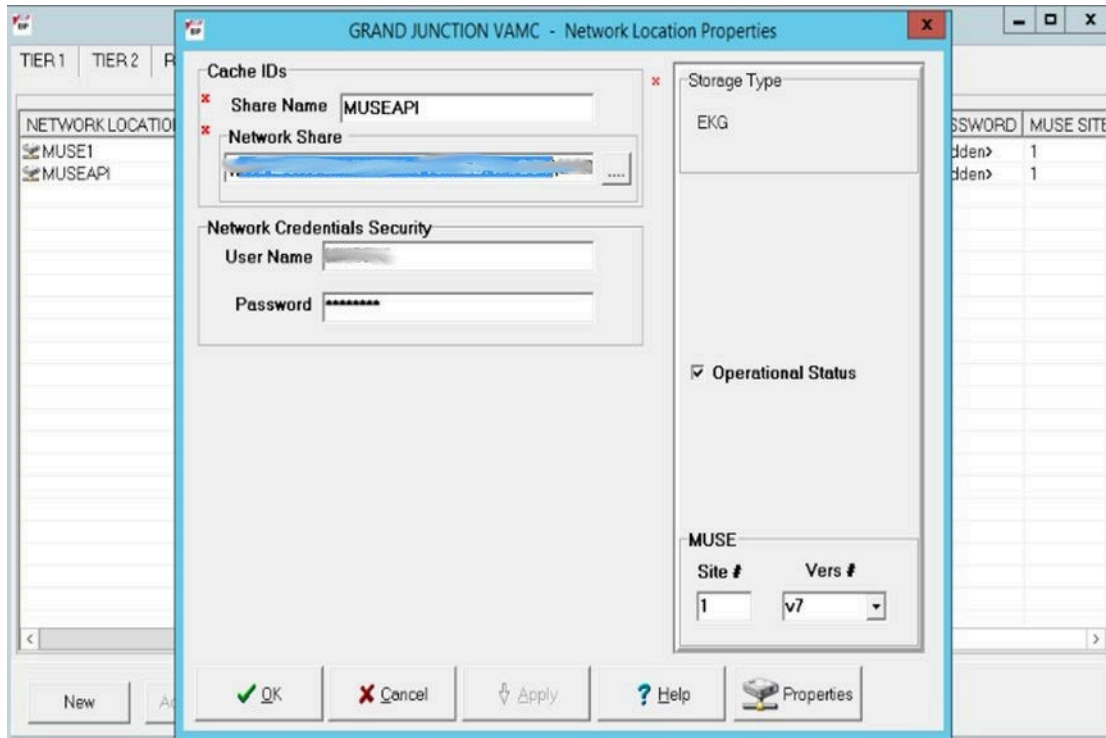 GRAND JUNCTION VAMC - Network Location Properties
TIER 1 TIER 2
Cache IDs
Share Name MUSEAPI
Network Share
....
Storage Type
EKG
NETWORK LOCATIO
SSWORD MUSE SITE
MUSE1 dden> 1
MUSEAPI dden> 1
Network Credentials Security
User Name
Password ********
Operational Status
MUSE
Site # Vers #
1 v7
New
OK Cancel Apply Help Properties